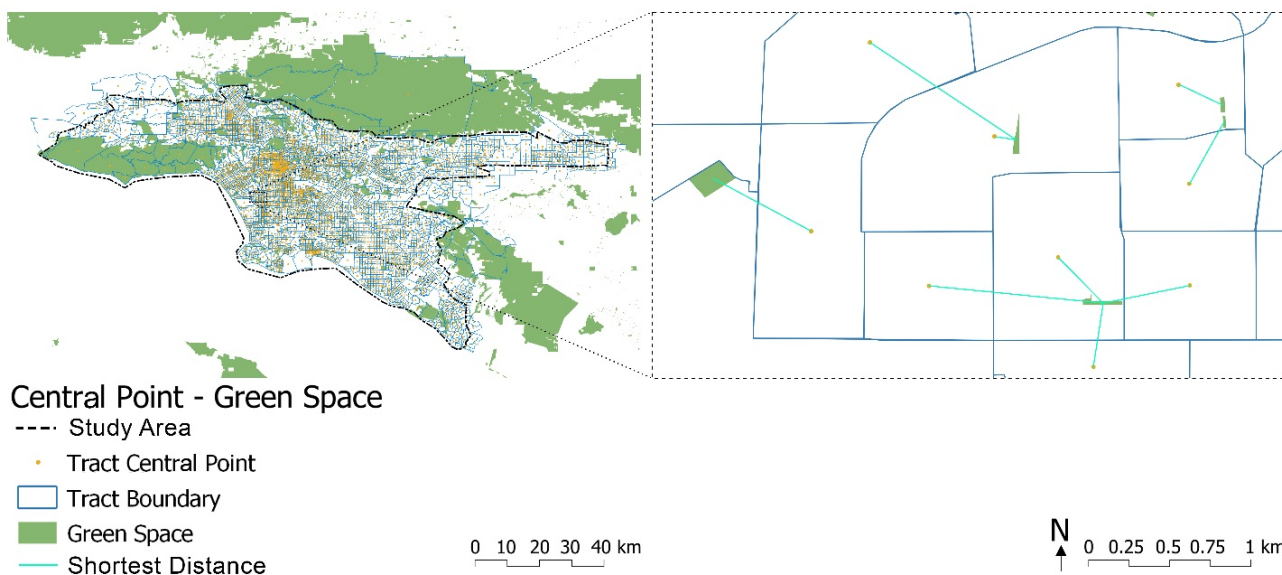 Central Point - Green Space
Study Area
Tract Central Point
Tract Boundary
Green Space
Shortest Distance
0 10 20 30 40 km
N
0 0.25 0.5 0.75 1 km